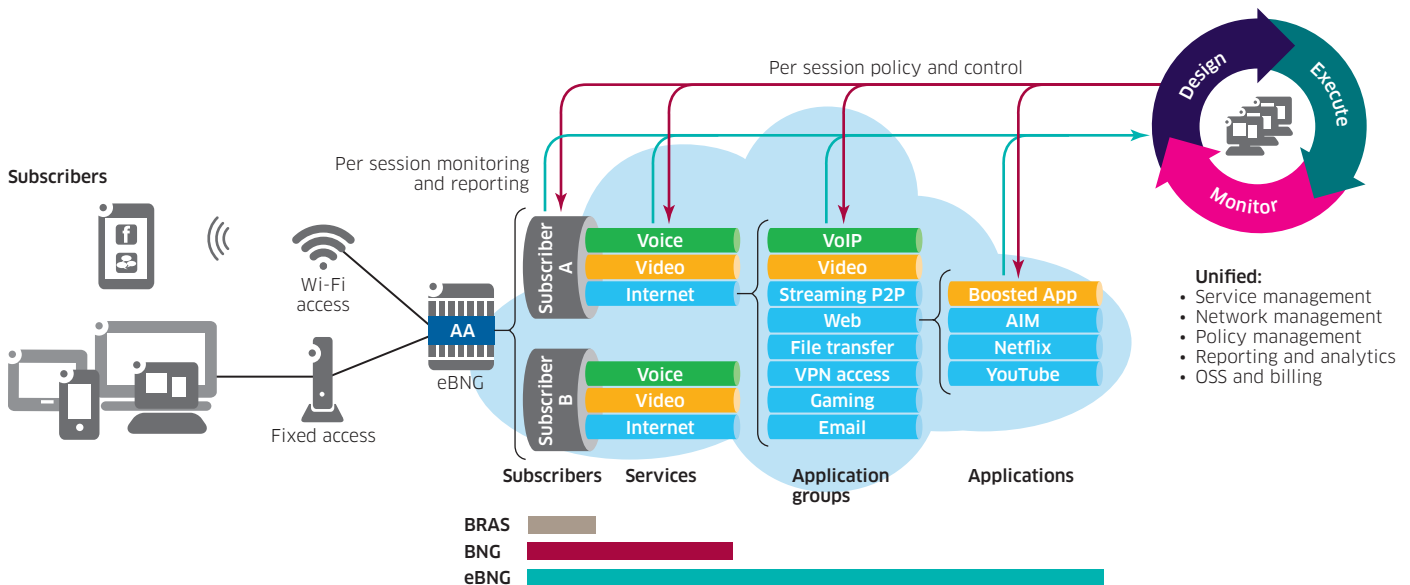 Per session policy and control
Per session monitoring
and reporting
Design
Execute
Monitor
Subscribers
f
Wi-Fi
access
Fixed access
AA
eBNG
Subscriber
A
Voice
Video
Internet
Subscriber
B
Voice
Video
Internet
VoIP
Video
Streaming P2P
Web
File transfer
VPN access
Gaming
Email
Boosted App
AIM
Netflix
YouTube
Subscribers
Services
Application
groups
Applications
Unified:
• Service management
• Network management
• Policy management
• Reporting and analytics
• OSS and billing
BRAS
BNG
eBNG